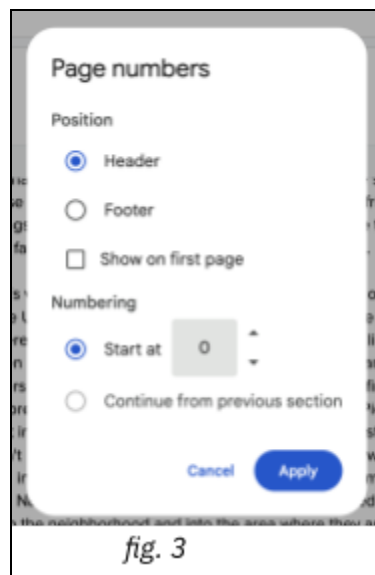 Page numbers
Position
Header
Footer
Show on first page
Numbering
Start at 0
Continue from previous section
Cancel Apply
the neighborhood and into the area where they a
fig. 3